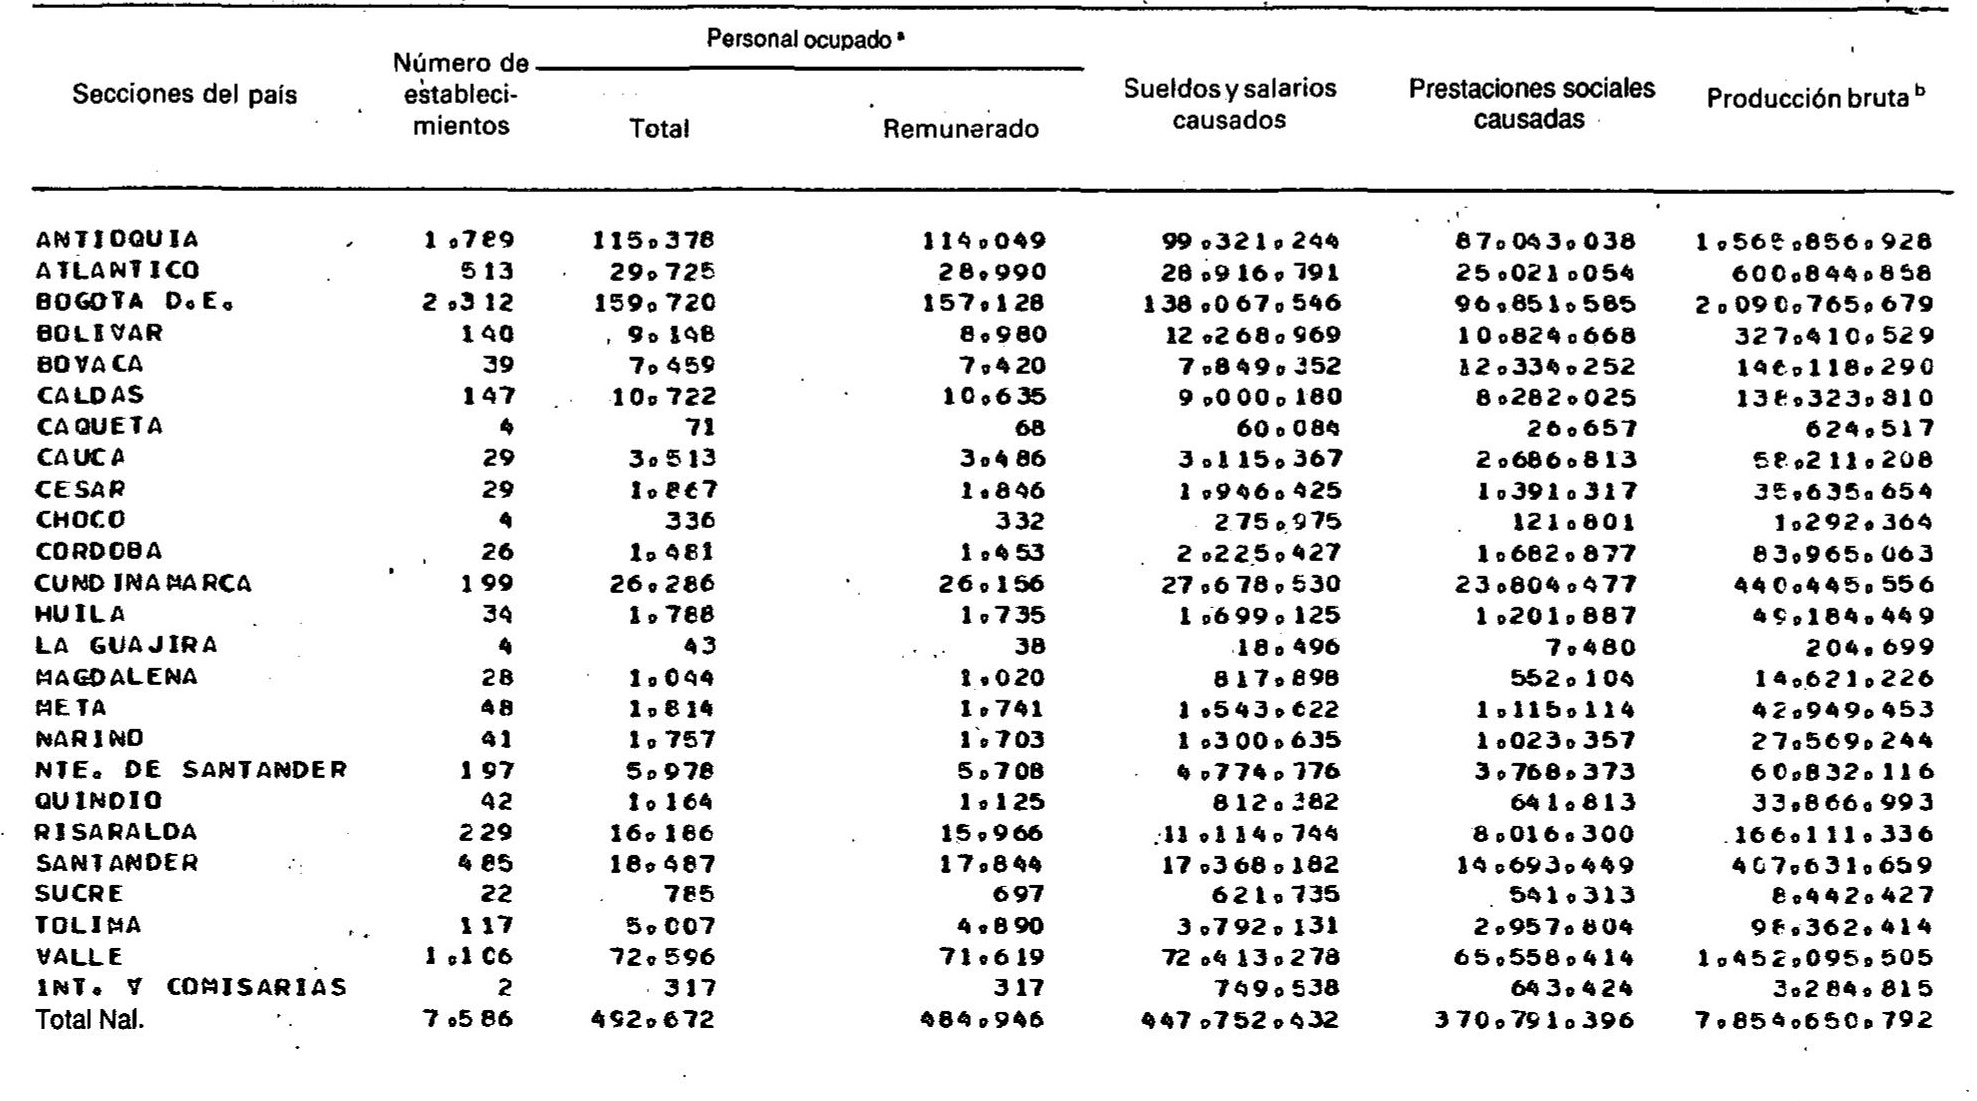 Personal ocupado ª
Secciones del país
Número de estableci-mientos
Total
Remunerado
Sueldos y salarios causados
Prestaciones sociales causadas
Producción bruta b
ANTIOQUIA 1.789 115.378 114.049 99.321.244 87.043.038 1.565.856.928
ATLANTICO 513 29.725 28.990 28.916.791 25.021.054 600.844.858
BOGOTA D.E. 2.312 159.720 157.128 138.067.546 96.851.585 2.090.765.679
BOLIVAR 140 9.148 8.980 12.268.969 10.824.668 327.410.529
BOYACA 39 7.459 7.420 7.849.352 12.334.252 146.118.290
CALDAS 147 10.722 10.635 9.000.180 8.282.025 138.323.810
CAQUETA 4 71 68 60.084 26.657 624.517
CAUCA 29 3.513 3.486 3.115.367 2.686.813 58.211.208
CESAR 29 1.867 1.846 1.946.425 1.391.317 35.635.654
CHOCO 4 336 332 275.975 121.801 1.292.364
CORDOBA 26 1.481 1.453 2.225.427 1.682.877 83.965.063
CUNDINAMARCA 199 26.286 26.156 27.678.530 23.804.477 440.445.556
HUILA 34 1.788 1.735 1.699.125 1.201.887 49.184.449
LA GUAJIRA 4 43 38 18.496 7.480 204.699
MAGDALENA 28 1.044 1.020 817.898 552.104 14.621.226
META 48 1.814 1.741 1.543.622 1.115.114 42.949.453
NARINO 41 1.757 1.703 1.300.635 1.023.357 27.569.244
NTE. DE SANTANDER 197 5.978 5.708 4.774.776 3.768.373 60.832.116
QUINDIO 42 1.164 1.125 812.382 641.813 33.866.993
RISARALDA 229 16.186 15.966 11.114.744 8.016.300 166.111.336
SANTANDER 485 18.487 17.844 17.368.182 14.693.449 407.631.659
SUCRE 22 785 697 621.735 541.313 8.442.427
TOLIMA 117 5.007 4.890 3.792.131 2.957.804 98.362.414
VALLE 1.106 72.596 71.619 72.413.278 65.558.414 1.452.095.505
INT. Y COMISARIAS 2 317 317 749.538 643.424 3.284.815
Total Nal. 7.586 492.672 484.946 447.752.432 370.791.396 7.854.650.792